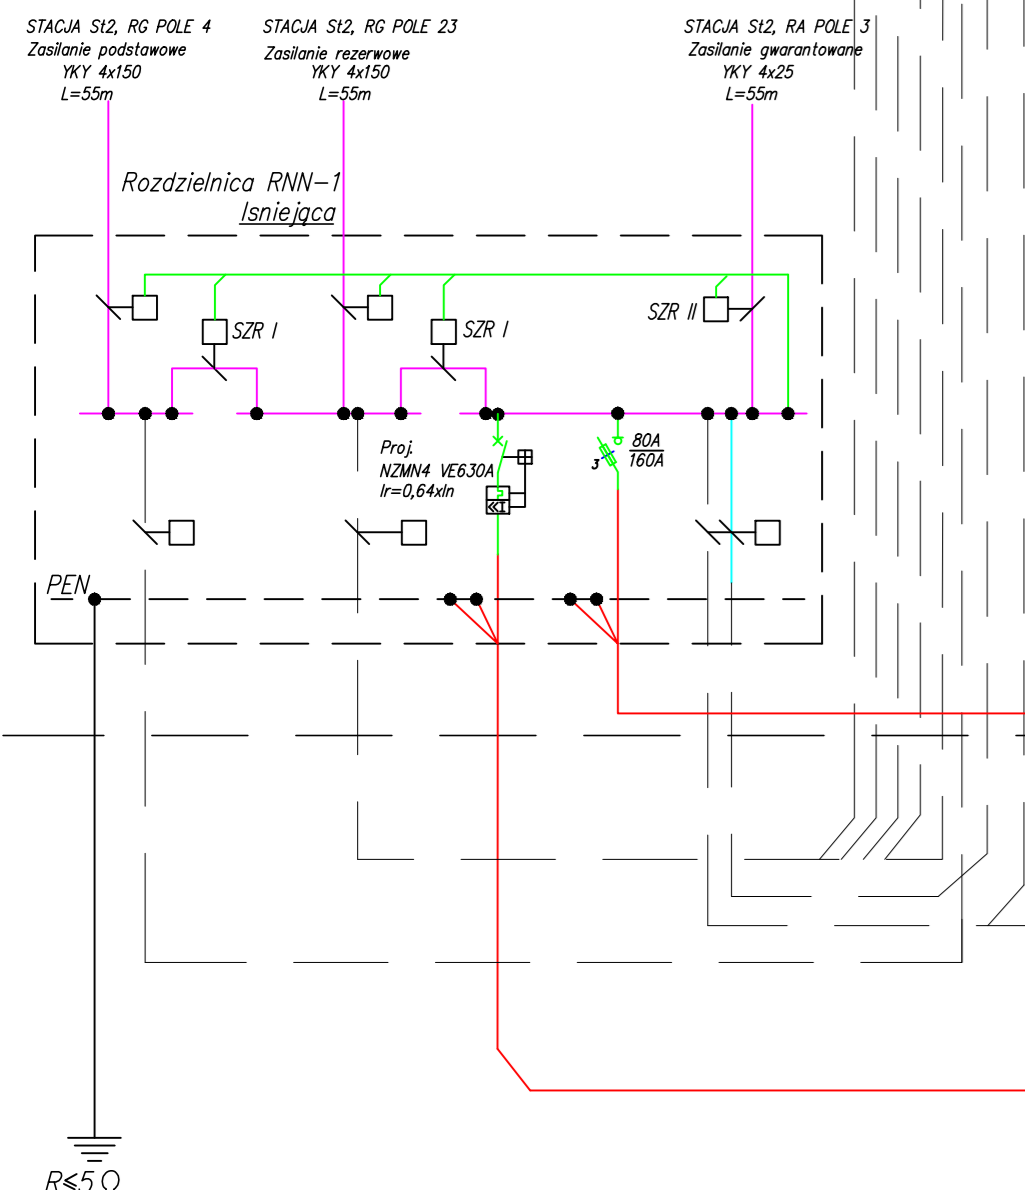 STACJA St2, RG POLE 4
Zasilanie podstawowe
YKY 4x150
L=55m
STACJA St2, RG POLE 23
Zasilanie rezerwowe
YKY 4x150
L=55m
STACJA St2, RA POLE 3
Zasilanie gwarantowane
YKY 4x25
L=55m
Rozdzielnica RNN-1
Isniejąca
SZR I
SZR I
SZR II
Proj.
NZMN4 VE630A
Ir=0,64xIn
3
80A
160A
PEN
R≤5 Ω